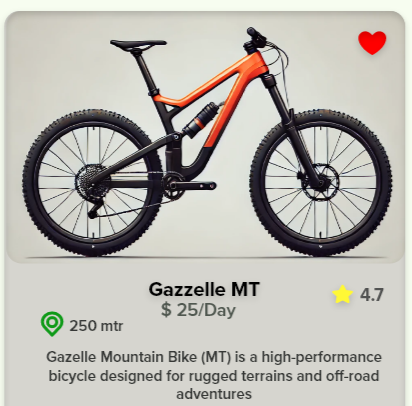 Gazzelle MT
$ 25/Day
4.7
250 mtr
Gazelle Mountain Bike (MT) is a high-performance
bicycle designed for rugged terrains and off-road
adventures